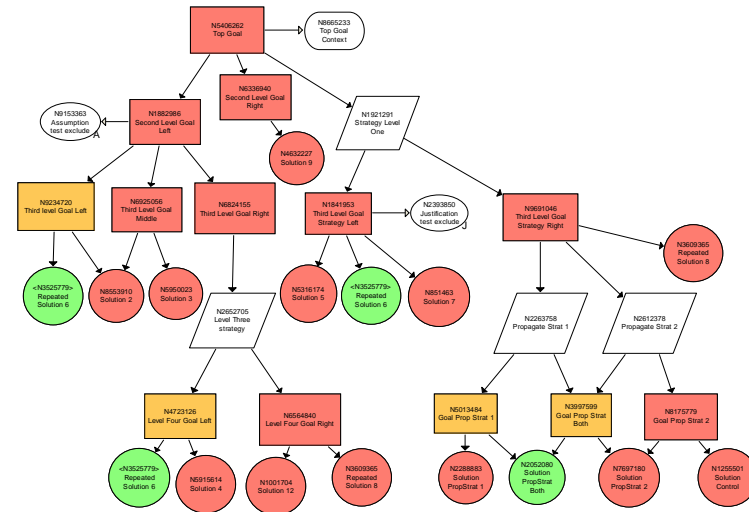 N5406262
Top Goal
N8665233
Top Goal
Context
N9153363
Assumption
test exclude
A
N1882986
Second Level Goal
Left
N6336940
Second Level Goal
Right
N1921291
Strategy Level
One
N4632227
Solution 9
N9234720
Third level Goal Left
N6925056
Third Level Goal
Middle
N6824155
Third Level Goal Right
N1841953
Third Level Goal
Strategy Left
N2393850
Justification
test exclude
J
N9691046
Third Level Goal
Strategy Right
N3609365
Repeated
Solution 8
<N3525779>
Repeated
Solution 6
N8553910
Solution 2
N5950023
Solution 3
N5316174
Solution 5
<N3525779>
Repeated
Solution 6
N851463
Solution 7
N2652705
Level Three
strategy
N2263758
Propagate Strat 1
N2612378
Propagate Strat 2
N4723126
Level Four Goal Left
N6564840
Level Four Goal Right
N5013484
Goal Prop Strat 1
N3997599
Goal Prop Strat
Both
N8175779
Goal Prop Strat 2
<N3525779>
Repeated
Solution 6
N5915614
Solution 4
N1001704
Solution 12
N3609365
Repeated
Solution 8
N2288883
Solution
PropStrat 1
N2052080
Solution
PropStrat
Both
N7697180
Solution
PropStrat 2
N1255501
Solution
Control